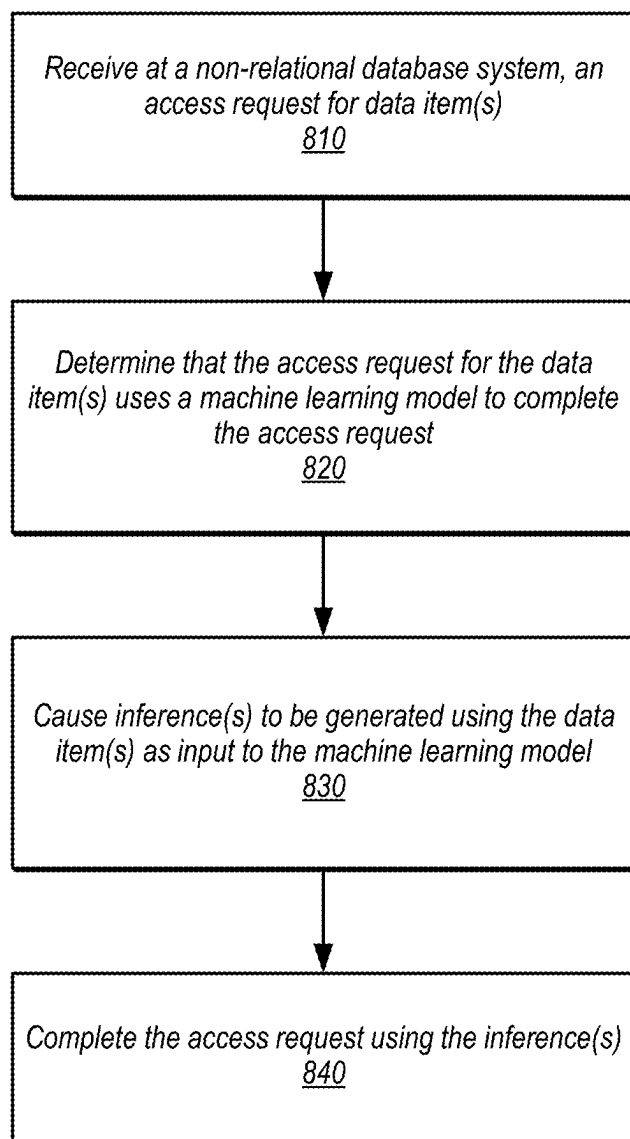 Receive at a non-relational database system, an
access request for data item(s)
810
Determine that the access request for the data
item(s) uses a machine learning model to complete
the access request
820
Cause inference(s) to be generated using the data
item(s) as input to the machine learning model
830
Complete the access request using the inference(s)
840